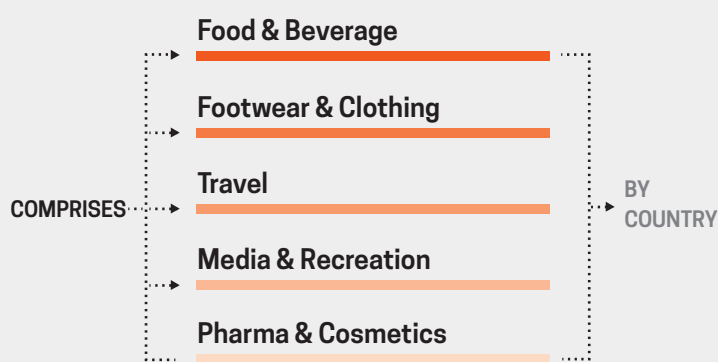 Food & Beverage
Footwear & Clothing
Travel
COMPRISES
BY
COUNTRY
Media & Recreation
Pharma & Cosmetics